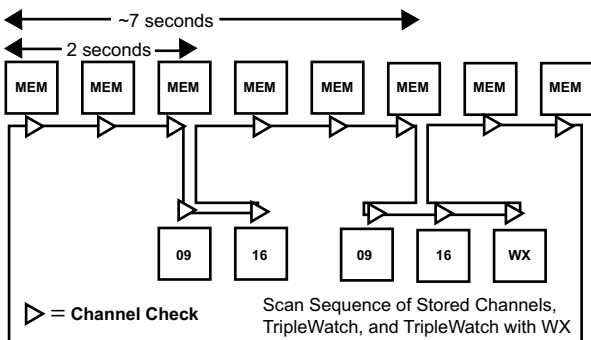 ~7 seconds
2 seconds
MEM MEM MEM MEM MEM MEM MEM MEM
09 16 09 16 WX
= Channel Check
Scan Sequence of Stored Channels,
TripleWatch, and TripleWatch with WX